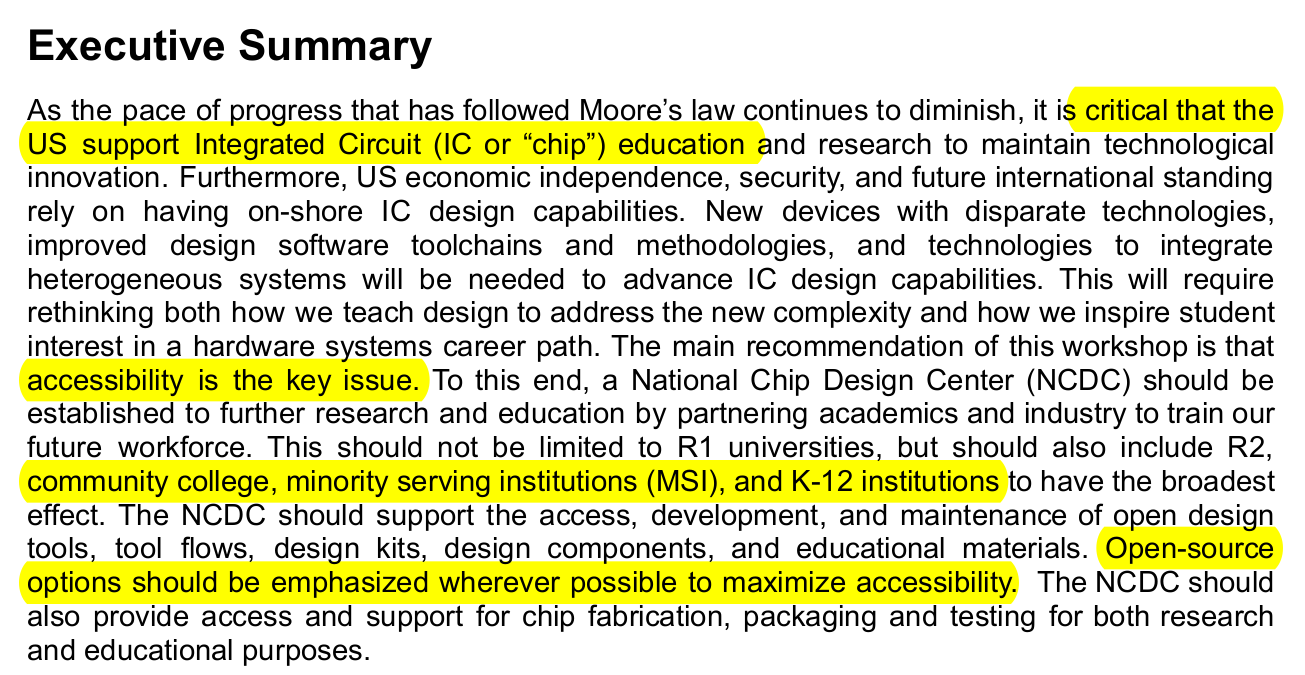 Executive Summary
As the pace of progress that has followed Moore’s law continues to diminish, it is critical that the
US support Integrated Circuit (IC or “chip”) education and research to maintain technological
innovation. Furthermore, US economic independence, security, and future international standing
rely on having on-shore IC design capabilities. New devices with disparate technologies,
improved design software toolchains and methodologies, and technologies to integrate
heterogeneous systems will be needed to advance IC design capabilities. This will require
rethinking both how we teach design to address the new complexity and how we inspire student
interest in a hardware systems career path. The main recommendation of this workshop is that
accessibility is the key issue. To this end, a National Chip Design Center (NCDC) should be
established to further research and education by partnering academics and industry to train our
future workforce. This should not be limited to R1 universities, but should also include R2,
community college, minority serving institutions (MSI), and K-12 institutions to have the broadest
effect. The NCDC should support the access, development, and maintenance of open design
tools, tool flows, design kits, design components, and educational materials. Open-source
options should be emphasized wherever possible to maximize accessibility. The NCDC should
also provide access and support for chip fabrication, packaging and testing for both research
and educational purposes.